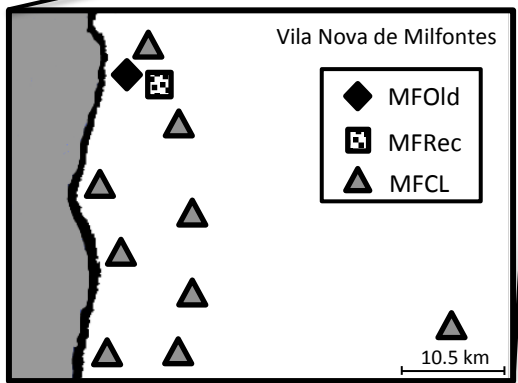 Vila Nova de Milfontes
MFOld
MFRec
MFCL
10.5 km